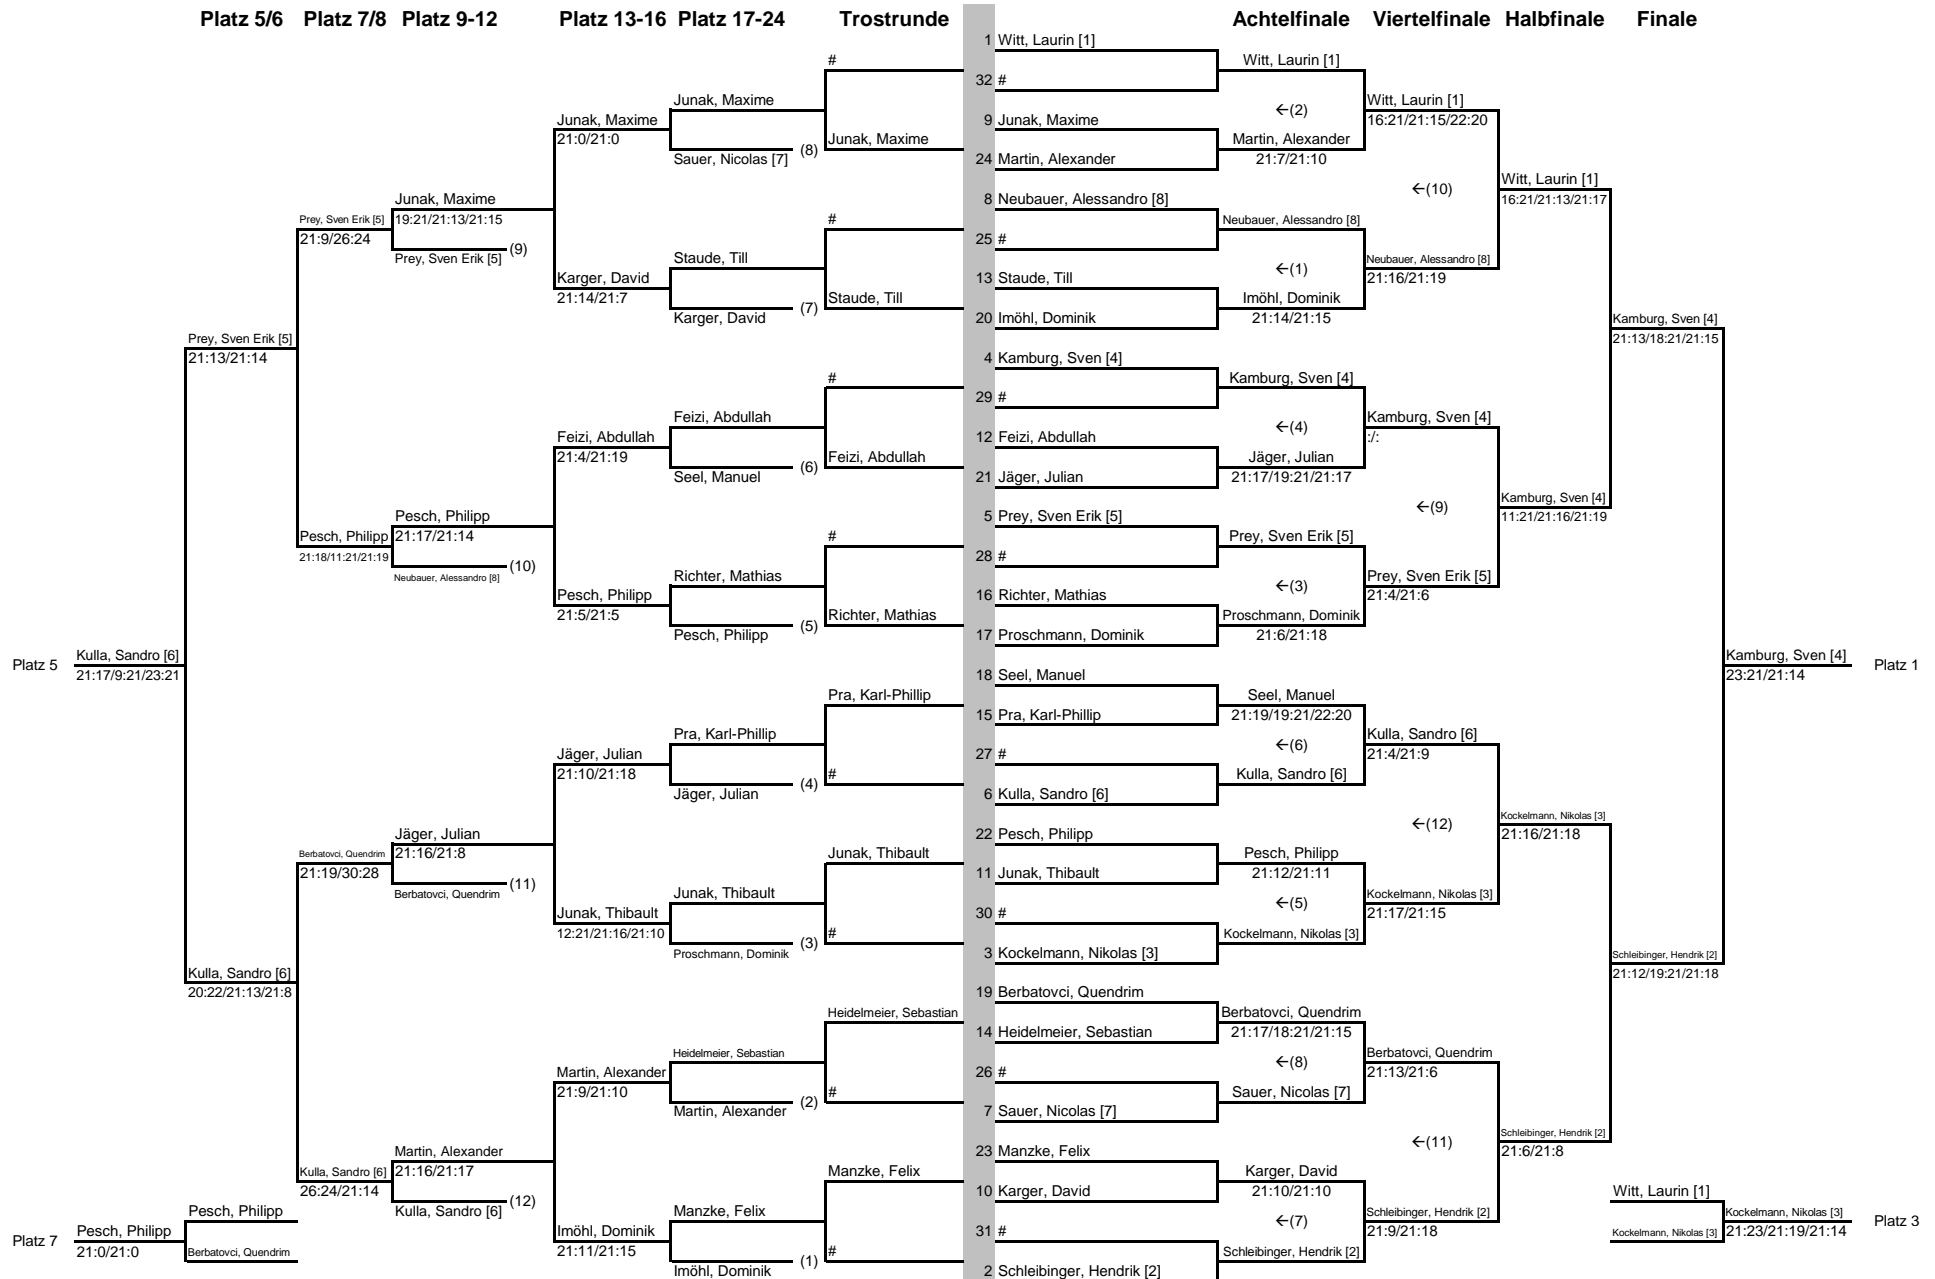 Platz 5/6 Platz 7/8 Platz 9-12 Platz 13-16 Platz 17-24 Trostrunde Achtelfinale Viertelfinale Halbfinale Finale
1 Witt, Laurin [1]
# Witt, Laurin [1]
32 #
Junak, Maxime Witt, Laurin [1]
←(2)
Junak, Maxime 9 Junak, Maxime 16:21/21:15/22:20
21:0/21:0 Junak, Maxime Martin, Alexander
Sauer, Nicolas [7] (8) 24 Martin, Alexander 21:7/21:10
Witt, Laurin [1]
←(10)
Junak, Maxime 8 Neubauer, Alessandro [8] 16:21/21:13/21:17
Prey, Sven Erik [5] 19:21/21:13/21:15 # Neubauer, Alessandro [8]
21:9/26:24 25 #
(9)
Prey, Sven Erik [5] Staude, Till Neubauer, Alessandro [8]
←(1)
Karger, David 13 Staude, Till 21:16/21:19
21:14/21:7 Staude, Till Imöhl, Dominik
Karger, David (7) 20 Imöhl, Dominik 21:14/21:15 Kamburg, Sven [4]
Prey, Sven Erik [5] 21:13/18:21/21:15
21:13/21:14 4 Kamburg, Sven [4]
# Kamburg, Sven [4]
29 #
Feizi, Abdullah Kamburg, Sven [4]
←(4)
Feizi, Abdullah 12 Feizi, Abdullah :/:
21:4/21:19 Feizi, Abdullah Jäger, Julian
Seel, Manuel (6) 21 Jäger, Julian 21:17/19:21/21:17
Kamburg, Sven [4]
←(9)
Pesch, Philipp 5 Prey, Sven Erik [5] 11:21/21:16/21:19
Pesch, Philipp 21:17/21:14 # Prey, Sven Erik [5]
21:18/11:21/21:19 28 #
(10)
Neubauer, Alessandro [8] Richter, Mathias Prey, Sven Erik [5]
←(3)
Pesch, Philipp 16 Richter, Mathias 21:4/21:6
21:5/21:5 Richter, Mathias Proschmann, Dominik
Pesch, Philipp (5) 17 Proschmann, Dominik 21:6/21:18
Platz 5 Kulla, Sandro [6] Kamburg, Sven [4] Platz 1
21:17/9:21/23:21 18 Seel, Manuel 23:21/21:14
Pra, Karl-Phillip Seel, Manuel
15 Pra, Karl-Phillip 21:19/19:21/22:20
Pra, Karl-Phillip Kulla, Sandro [6]
←(6)
Jäger, Julian 27 # 21:4/21:9
21:10/21:18 # Kulla, Sandro [6]
Jäger, Julian (4) 6 Kulla, Sandro [6]
Kockelmann, Nikolas [3]
←(12)
Jäger, Julian 22 Pesch, Philipp 21:16/21:18
Berbatovci, Quendrim 21:16/21:8 Junak, Thibault Pesch, Philipp
21:19/30:28 11 Junak, Thibault 21:12/21:11
(11)
Berbatovci, Quendrim Junak, Thibault Kockelmann, Nikolas [3]
←(5)
Junak, Thibault 30 # 21:17/21:15
12:21/21:16/21:10 # Kockelmann, Nikolas [3]
Proschmann, Dominik (3) 3 Kockelmann, Nikolas [3] Schleibinger, Hendrik [2]
Kulla, Sandro [6] 21:12/19:21/21:18
20:22/21:13/21:8 19 Berbatovci, Quendrim
Heidelmeier, Sebastian Berbatovci, Quendrim
14 Heidelmeier, Sebastian 21:17/18:21/21:15
Heidelmeier, Sebastian Berbatovci, Quendrim
←(8)
Martin, Alexander 26 # 21:13/21:6
21:9/21:10 # Sauer, Nicolas [7]
Martin, Alexander (2) 7 Sauer, Nicolas [7]
Schleibinger, Hendrik [2]
←(11)
Martin, Alexander 23 Manzke, Felix 21:6/21:8
Kulla, Sandro [6] 21:16/21:17 Manzke, Felix Karger, David
26:24/21:14 10 Karger, David 21:10/21:10 Witt, Laurin [1]
(12)
Pesch, Philipp Kulla, Sandro [6] Manzke, Felix Schleibinger, Hendrik [2] Kockelmann, Nikolas [3] Platz 3
←(7)
Pesch, Philipp Imöhl, Dominik 31 # 21:9/21:18 Kockelmann, Nikolas [3] 21:23/21:19/21:14
Platz 7 21:0/21:0 Berbatovci, Quendrim 21:11/21:15 # Schleibinger, Hendrik [2]
Imöhl, Dominik (1) 2 Schleibinger, Hendrik [2]